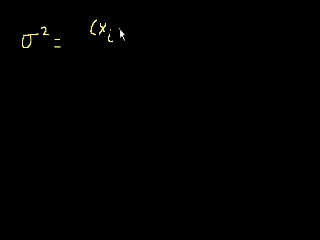 σ² = (xᵢ